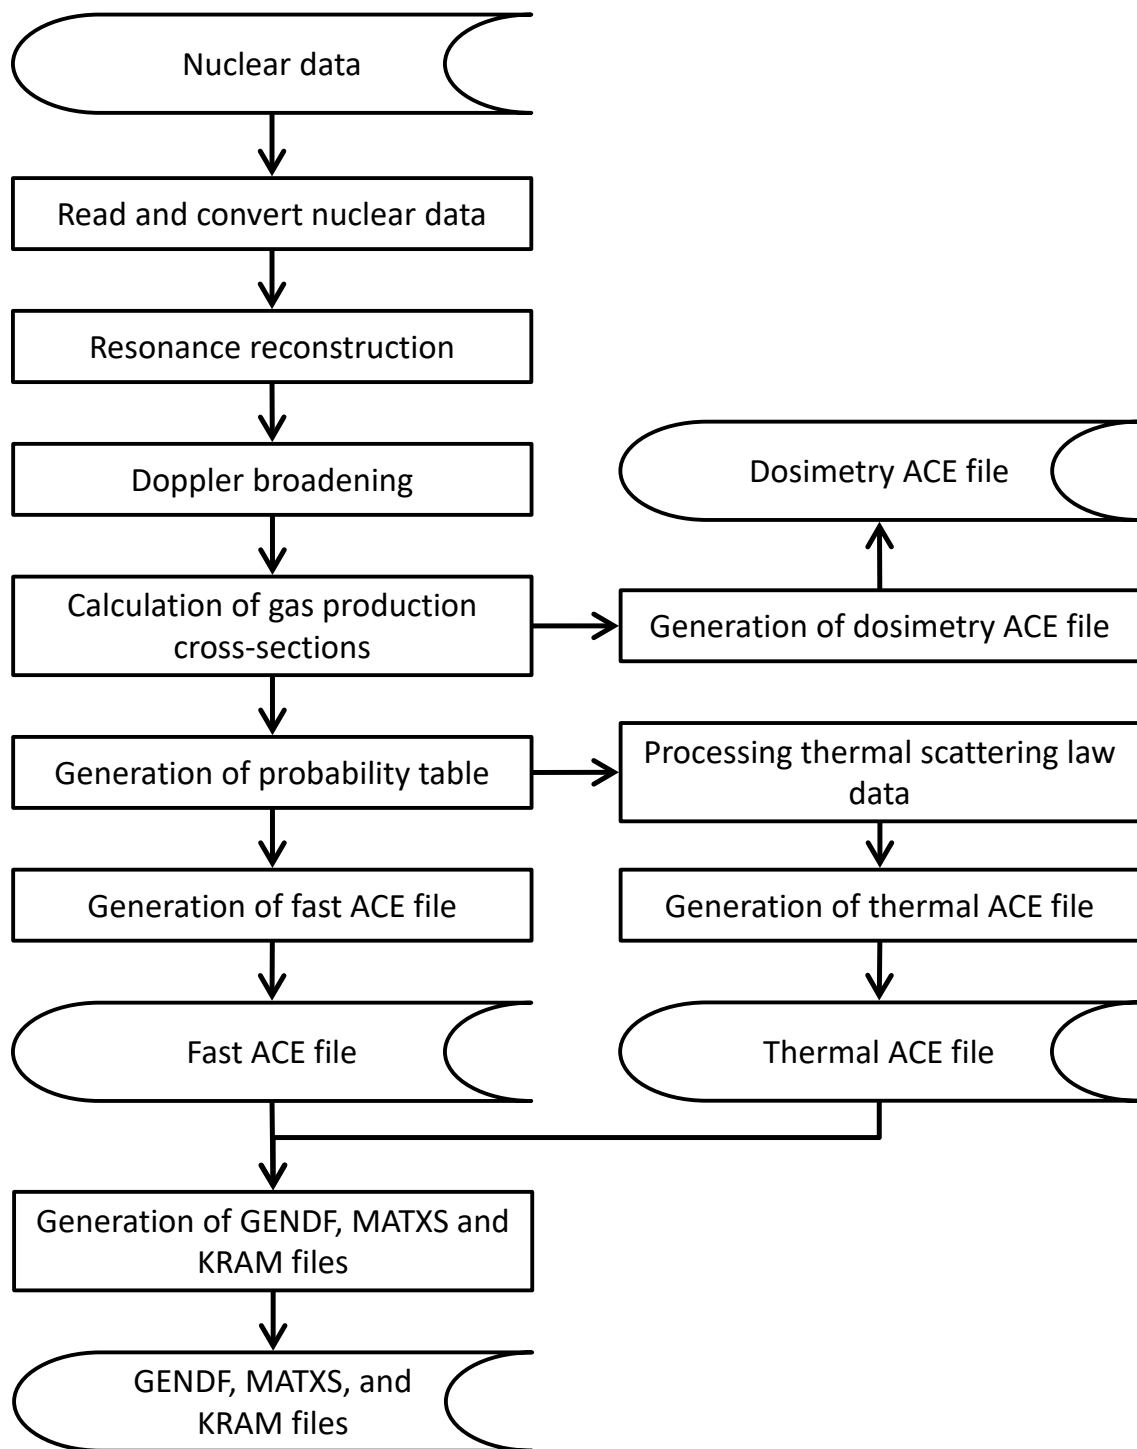 Nuclear data
Read and convert nuclear data
Resonance reconstruction
Doppler broadening
Dosimetry ACE file
Calculation of gas production
cross-sections
Generation of dosimetry ACE file
Generation of probability table
Processing thermal scattering law
data
Generation of fast ACE file
Generation of thermal ACE file
Fast ACE file
Thermal ACE file
Generation of GENDF, MATXS and
KRAM files
GENDF, MATXS, and
KRAM files